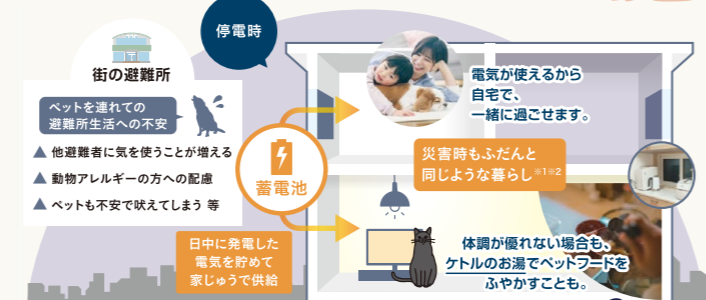 停電時
街の避難所
ペットを連れての
避難所生活への不安
▲ 他避難者に気を使うことが増える
▲ 動物アレルギーの方への配慮
▲ ペットも不安で吠えてしまう 等
蓄電池
日中に発電した
電気を貯めて
家じゅうで供給
電気が使えるから
自宅で、
一緒に過ごせます。
災害時もふだんと
同じような暮らし※1※2
体調が優れない場合も、
ケトルのお湯でペットフードを
ふやかすことも。